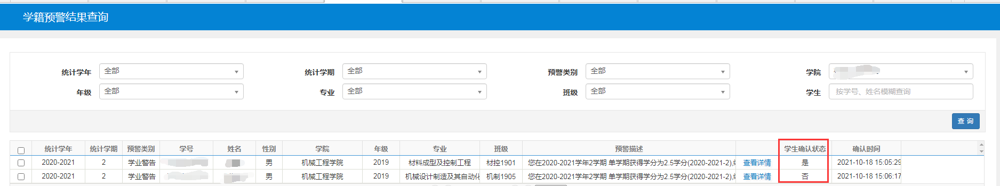 学籍预警结果查询
统计学年 全部 统计学期 全部 预警类别 全部 学院
年级 全部 专业 全部 班级 全部 学生 按学号、姓名模糊查询
查 询
统计学年 统计学期 预警类别 学号 姓名 性别 学院 年级 专业 班级 预警描述 学生确认状态 确认时间
2020-2021 2 学业警告 男 机械工程学院 2019 材料成型及控制工程 材控1901 您在2020-2021学年2学期 单学期获得学分为2.5学分(2020-2021-2), 查看详情 是 2021-10-18 15:05:29
2020-2021 2 学业警告 男 机械工程学院 2019 机械设计制造及其自动化 机制1905 您在2020-2021学年2学期 单学期获得学分为2.5学分(2020-2021-2), 查看详情 否 2021-10-18 15:06:17